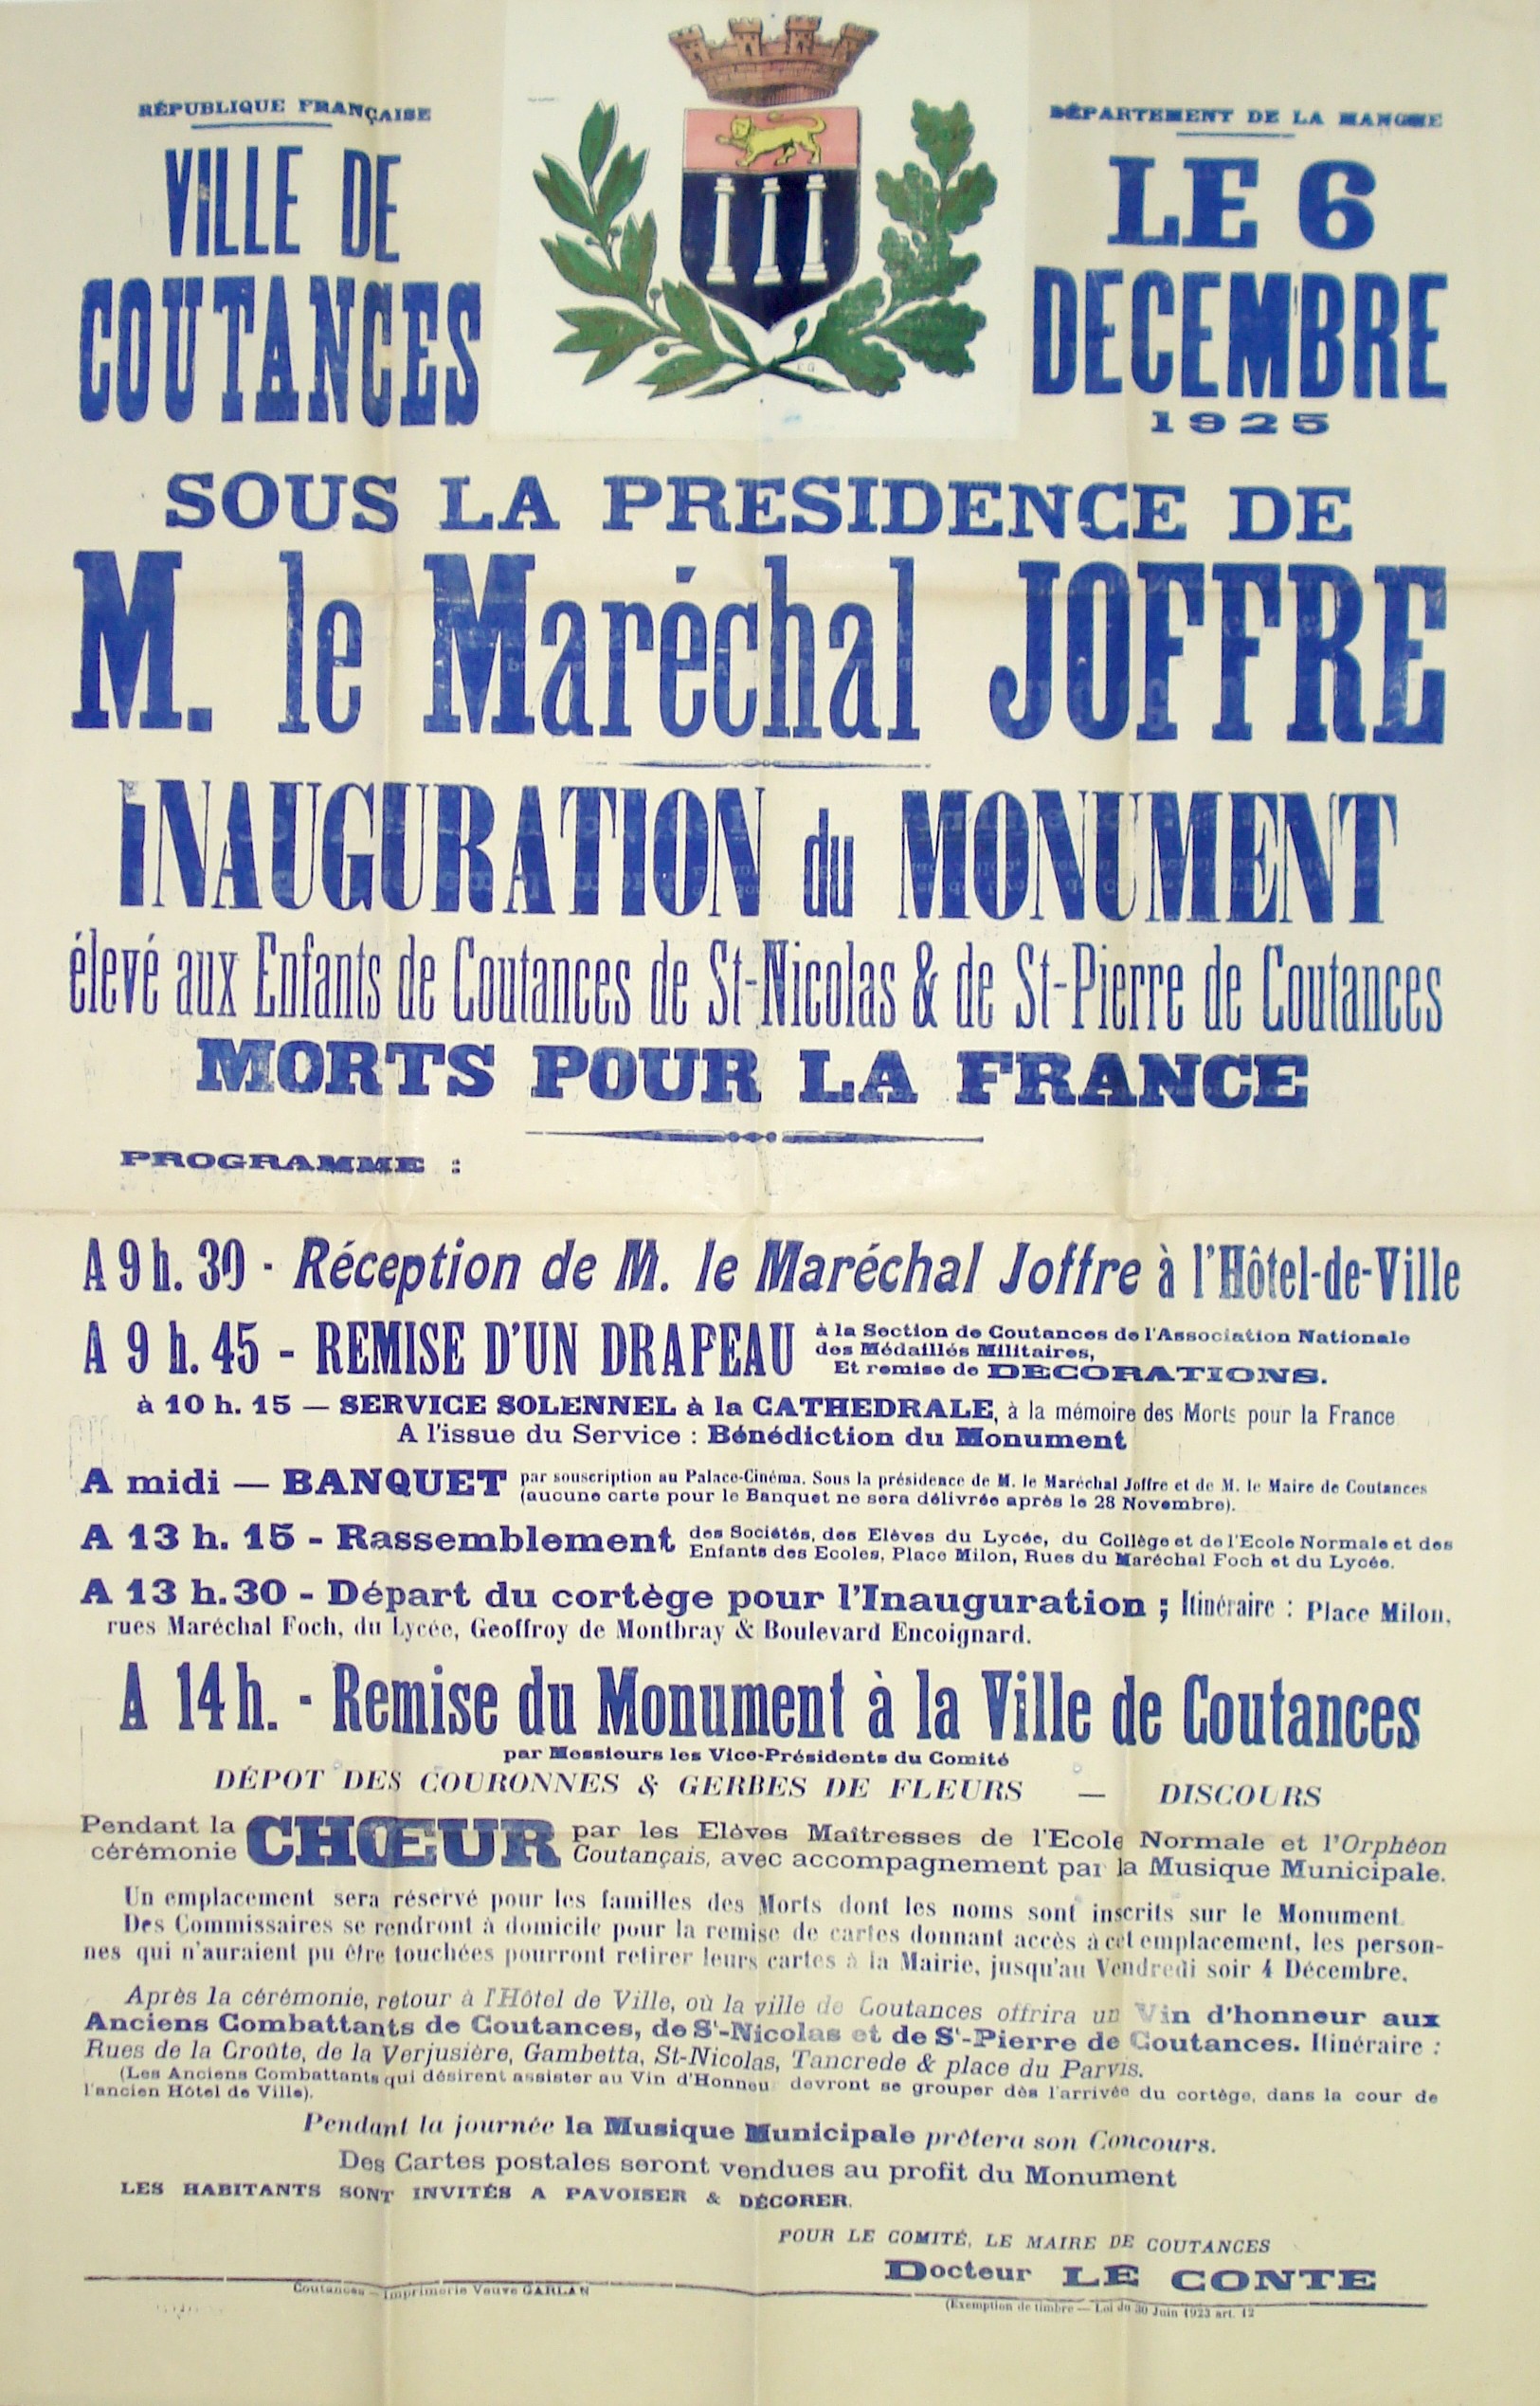 RÉPUBLIQUE FRANÇAISE
VILLE DE
COUTANCES
DÉPARTEMENT DE LA MANCHE
LE 6
DECEMBRE
1925
SOUS LA PRESIDENCE DE
M. le Maréchal JOFFRE
INAUGURATION du MONUMENT
élevé aux Enfants de Coutances de St-Nicolas & de St-Pierre de Coutances
MORTS POUR LA FRANCE
PROGRAMME :
A 9 h. 30 - Réception de M. le Maréchal Joffre à l'Hôtel-de-Ville
A 9 h. 45 - REMISE D'UN DRAPEAU à la Section de Coutances de l'Association Nationale
des Médaillés Militaires,
Et remise de DECORATIONS.
à 10 h. 15 — SERVICE SOLENNEL à la CATHEDRALE, à la mémoire des Morts pour la France
A l'issue du Service : Bénédiction du Monument
A midi — BANQUET par souscription au Palace-Cinéma. Sous la présidence de M. le Maréchal Joffre et de M. le Maire de Coutances
(aucune carte pour le Banquet ne sera délivrée après le 28 Novembre).
A 13 h. 15 - Rassemblement des Sociétés, des Elèves du Lycée, du Collège et de l'Ecole Normale et des
Enfants des Ecoles, Place Milon, Rues du Maréchal Foch et du Lycée.
A 13 h. 30 - Départ du cortège pour l'Inauguration ; Itinéraire : Place Milon,
rues Maréchal Foch, du Lycée, Geoffroy de Montbray & Boulevard Encoignard.
A 14 h. - Remise du Monument à la Ville de Coutances
par Messieurs les Vice-Présidents du Comité
DÉPOT DES COURONNES & GERBES DE FLEURS — DISCOURS
Pendant la cérémonie CHŒUR par les Elèves Maîtresses de l'Ecole Normale et l'Orphéon
Coutançais, avec accompagnement par la Musique Municipale.
Un emplacement sera réservé pour les familles des Morts dont les noms sont inscrits sur le Monument.
Des Commissaires se rendront à domicile pour la remise de cartes donnant accès à cet emplacement, les person-
nes qui n'auraient pu être touchées pourront retirer leurs cartes à la Mairie, jusqu'au Vendredi soir 4 Décembre.
Après la cérémonie, retour à l'Hôtel de Ville, où la ville de Coutances offrira un Vin d'honneur aux
Anciens Combattants de Coutances, de St-Nicolas et de St-Pierre de Coutances. Itinéraire :
Rues de la Croûte, de la Verjusière, Gambetta, St-Nicolas, Tancrede & place du Parvis.
(Les Anciens Combattants qui désirent assister au Vin d'Honneu devront se grouper dès l'arrivée du cortège, dans la cour de
l'ancien Hôtel de Ville).
Pendant la journée la Musique Municipale prêtera son Concours.
Des Cartes postales seront vendues au profit du Monument
LES HABITANTS SONT INVITÉS A PAVOISER & DÉCORER.
POUR LE COMITÉ, LE MAIRE DE COUTANCES
Docteur LE CONTE
Coutances — Imprimerie Veuve GARLAN
(Exemption de timbre — Loi du 30 Juin 1923 art. 12